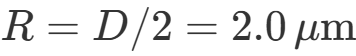 R = D/2 = 2.0 μm